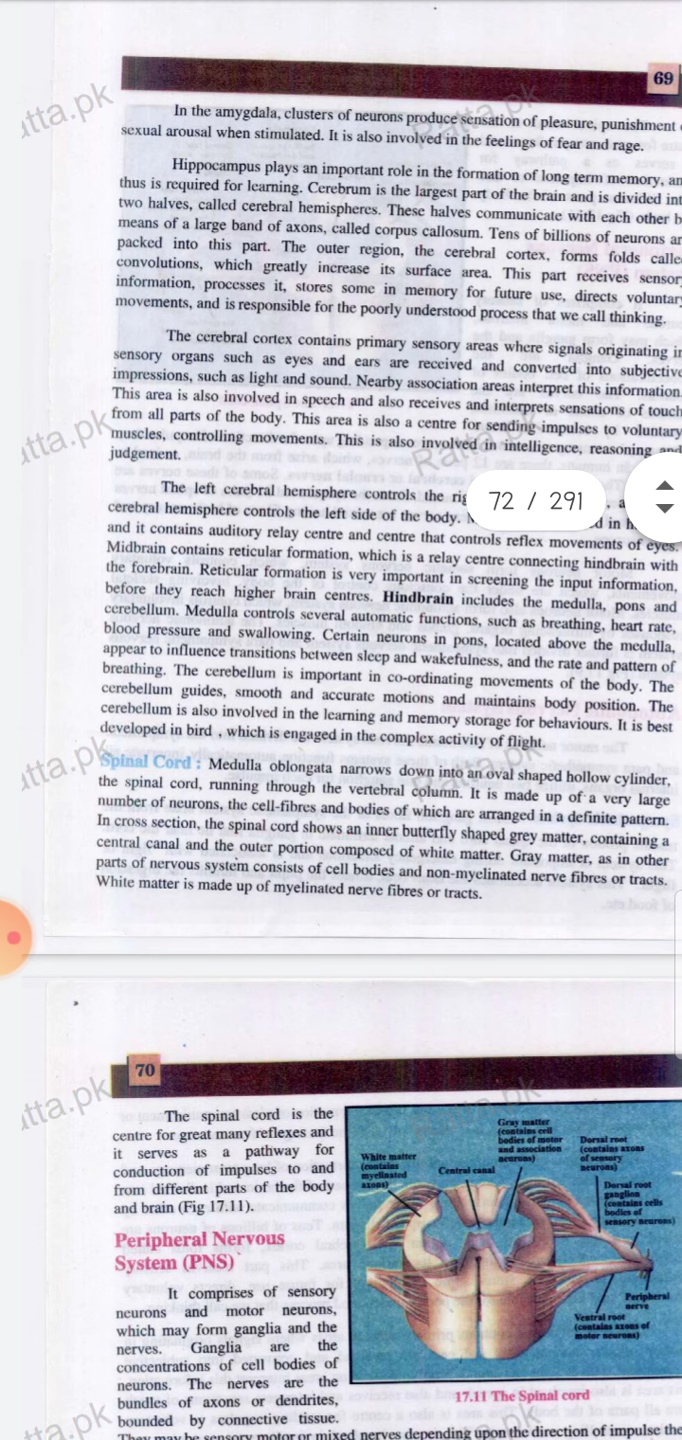 69
In the amygdala, clusters of neurons produce sensation of pleasure, punishment
sexual arousal when stimulated. It is also involved in the feelings of fear and rage.
Hippocampus plays an important role in the formation of long term memory, an
thus is required for learning. Cerebrum is the largest part of the brain and is divided int
two halves, called cerebral hemispheres. These halves communicate with each other b
means of a large band of axons, called corpus callosum. Tens of billions of neurons ar
packed into this part. The outer region, the cerebral cortex, forms folds calle
convolutions, which greatly increase its surface area. This part receives sensor
information, processes it, stores some in memory for future use, directs voluntar
movements, and is responsible for the poorly understood process that we call thinking.
The cerebral cortex contains primary sensory areas where signals originating in
sensory organs such as eyes and ears are received and converted into subjective
impressions, such as light and sound. Nearby association areas interpret this information.
This area is also involved in speech and also receives and interprets sensations of touch
from all parts of the body. This area is also a centre for sending impulses to voluntary
muscles, controlling movements. This is also involved in intelligence, reasoning and
judgement.
The left cerebral hemisphere controls the rig
72 / 291
cerebral hemisphere controls the left side of the body.
and it contains auditory relay centre and centre that controls reflex movements of eyes.
Midbrain contains reticular formation, which is a relay centre connecting hindbrain with
the forebrain. Reticular formation is very important in screening the input information,
before they reach higher brain centres. Hindbrain includes the medulla, pons and
cerebellum. Medulla controls several automatic functions, such as breathing, heart rate,
blood pressure and swallowing. Certain neurons in pons, located above the medulla,
appear to influence transitions between sleep and wakefulness, and the rate and pattern of
breathing. The cerebellum is important in co-ordinating movements of the body. The
cerebellum guides, smooth and accurate motions and maintains body position. The
cerebellum is also involved in the learning and memory storage for behaviours. It is best
developed in bird , which is engaged in the complex activity of flight.
Spinal Cord : Medulla oblongata narrows down into an oval shaped hollow cylinder,
the spinal cord, running through the vertebral column. It is made up of a very large
number of neurons, the cell-fibres and bodies of which are arranged in a definite pattern.
In cross section, the spinal cord shows an inner butterfly shaped grey matter, containing a
central canal and the outer portion composed of white matter. Gray matter, as in other
parts of nervous system consists of cell bodies and non-myelinated nerve fibres or tracts.
White matter is made up of myelinated nerve fibres or tracts.
70
The spinal cord is the
centre for great many reflexes and
it serves as a pathway for
conduction of impulses to and
from different parts of the body
and brain (Fig 17.11).
Peripheral Nervous
System (PNS)
It comprises of sensory
neurons and motor neurons,
which may form ganglia and the
nerves. Ganglia are the
concentrations of cell bodies of
neurons. The nerves are the
bundles of axons or dendrites,
bounded by connective tissue.
They may be sensory motor or mixed nerves depending upon the direction of impulse the
White matter
(contains
myelinated
axons)
Central canal
Gray matter
(contains cell
bodies of motor
and association
neurons)
Dorsal root
(contains axons
of sensory
neurons)
Dorsal root
ganglion
(contains cells
bodies of
sensory neurons)
Peripheral
nerve
Ventral root
(contains axons of
motor neurons)
17.11 The Spinal cord
Ratta.pk
Ratta.pk
Ratta.pk